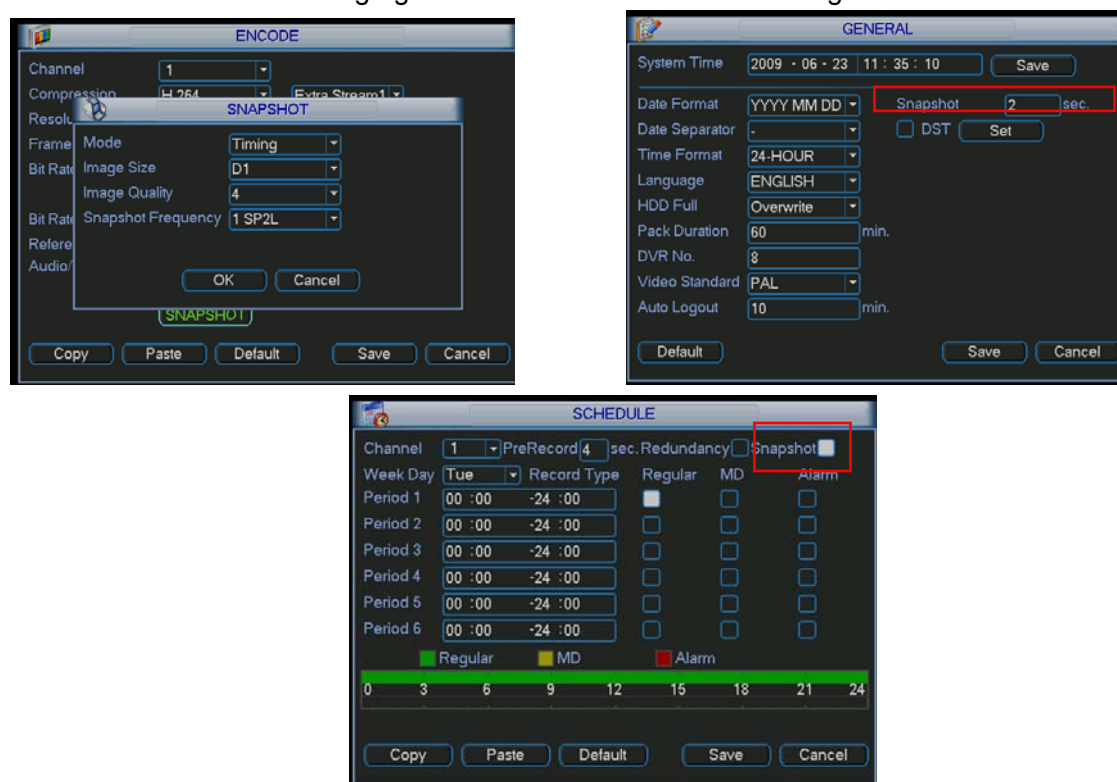 ENCODE
Channel 1
Compression H.264 Extra Stream1
SNAPSHOT
Frame Mode Timing
Image Size D1
Image Quality 4
Snapshot Frequency 1 SP2L
Audio/
OK Cancel
SNAPSHOT
Copy Paste Default Save Cancel
GENERAL
System Time 2009 - 06 - 23 11 : 35 : 10 Save
Date Format YYYY MM DD Snapshot 2 sec.
Date Separator - DST Set
Time Format 24-HOUR
Language ENGLISH
HDD Full Overwrite
Pack Duration 60 min.
DVR No. 8
Video Standard PAL
Auto Logout 10 min.
Default Save Cancel
SCHEDULE
Channel 1 PreRecord 4 sec. Redundancy Snapshot
Week Day Tue Record Type Regular MD Alarm
Period 1 00 :00 -24 :00
Period 2 00 :00 -24 :00
Period 3 00 :00 -24 :00
Period 4 00 :00 -24 :00
Period 5 00 :00 -24 :00
Period 6 00 :00 -24 :00
Regular MD Alarm
0 3 6 9 12 15 18 21 24
Copy Paste Default Save Cancel